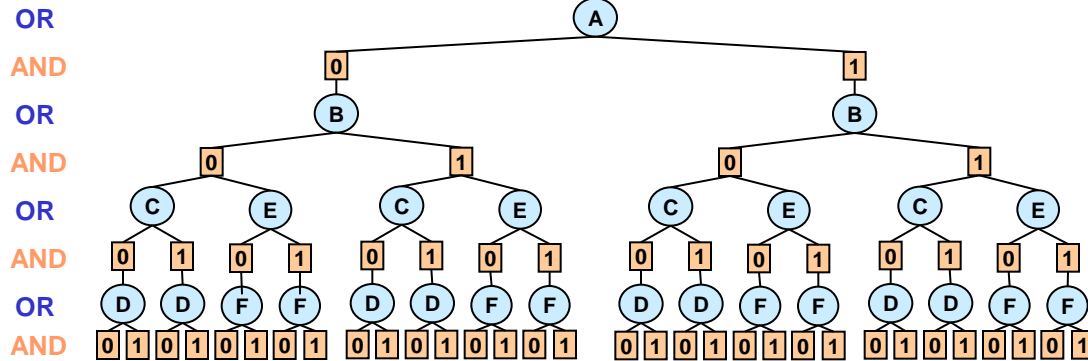 OR A
AND 0 1
OR B B
AND 0 1 0 1
OR C E C E C E C E
AND 0 1 0 1 0 1 0 1 0 1 0 1 0 1 0 1
OR D D F F D D F F D D F F D D F F
AND 0 1 0 1 0 1 0 1 0 1 0 1 0 1 0 1 0 1 0 1 0 1 0 1 0 1 0 1 0 1 0 1